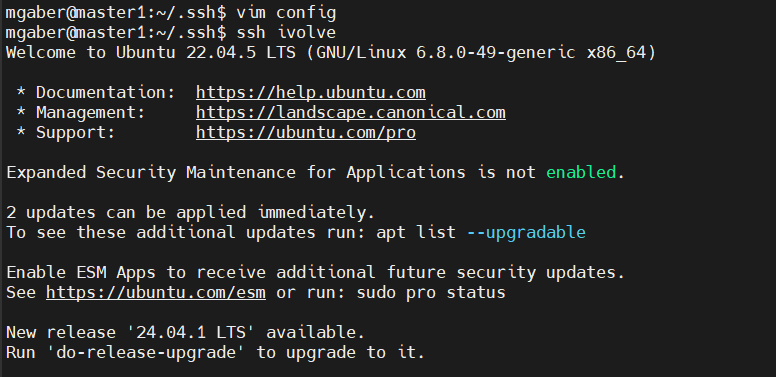 mgaber@master1:~/.ssh$ vim config
mgaber@master1:~/.ssh$ ssh ivolve
Welcome to Ubuntu 22.04.5 LTS (GNU/Linux 6.8.0-49-generic x86_64)
* Documentation: https://help.ubuntu.com
* Management: https://landscape.canonical.com
* Support: https://ubuntu.com/pro
Expanded Security Maintenance for Applications is not enabled.
2 updates can be applied immediately.
To see these additional updates run: apt list --upgradable
Enable ESM Apps to receive additional future security updates.
See https://ubuntu.com/esm or run: sudo pro status
New release '24.04.1 LTS' available.
Run 'do-release-upgrade' to upgrade to it.